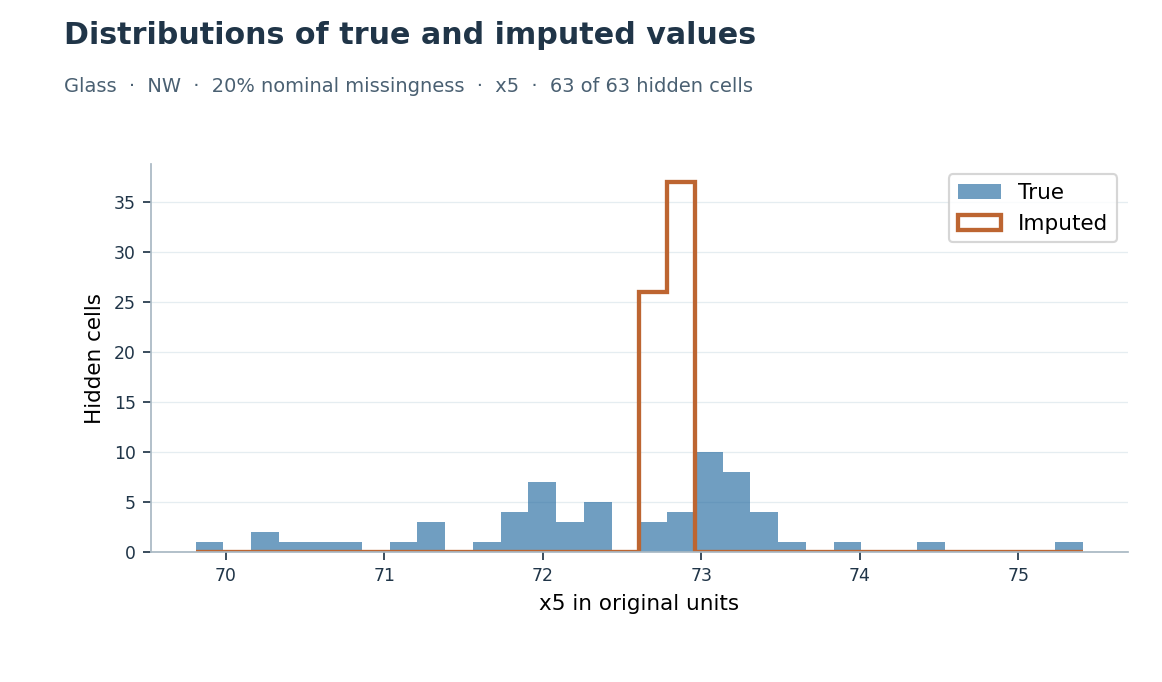 Distributions of true and imputed values
Glass · NW · 20% nominal missingness · x5 · 63 of 63 hidden cells
True
Imputed
Hidden cells
35
30
25
20
15
10
5
0
70 71 72 73 74 75
x5 in original units